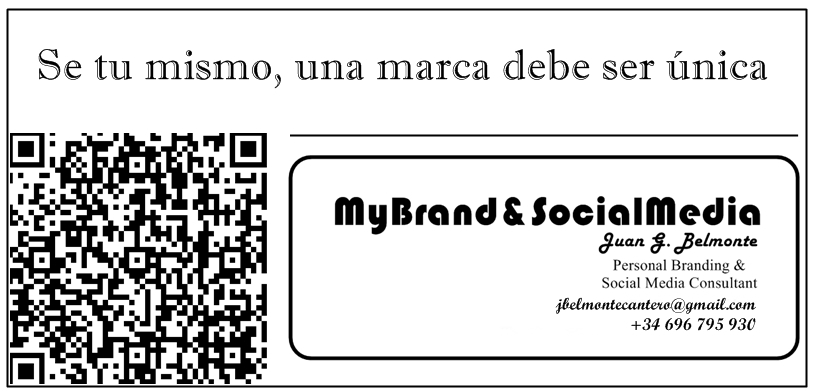 Se tu mismo, una marca debe ser única
MyBrand & SocialMedia
Juan G. Belmonte
Personal Branding &
Social Media Consultant
jbelmontecantero@gmail.com
+34 696 795 930